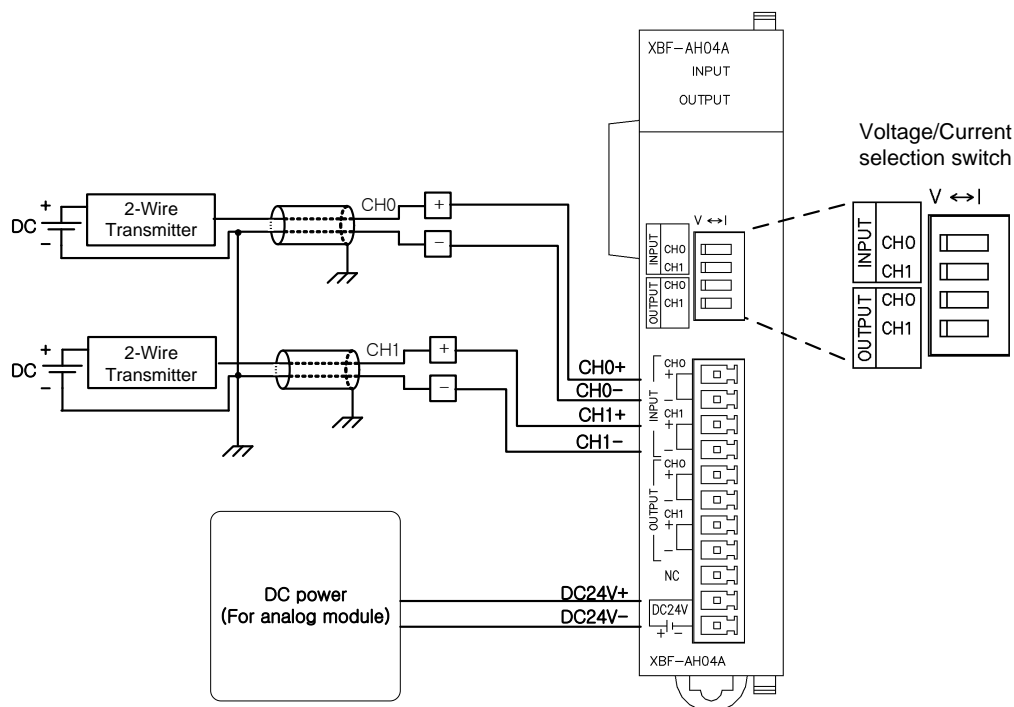 XBF-AH04A
INPUT
OUTPUT
Voltage/Current
selection switch
V ↔ I
INPUT
CH0
CH1
OUTPUT
CH0
CH1
V ↔ I
INPUT
CH0
CH1
OUTPUT
CH0
CH1
DC
+
−
2-Wire
Transmitter
CH0
+
−
DC
+
−
2-Wire
Transmitter
CH1
+
−
CH0+
CH0−
CH1+
CH1−
INPUT
CH0
+
−
CH1
+
−
OUTPUT
CH0
+
−
CH1
+
−
NC
DC24V
+ −
DC power
(For analog module)
DC24V+
DC24V−
XBF-AH04A